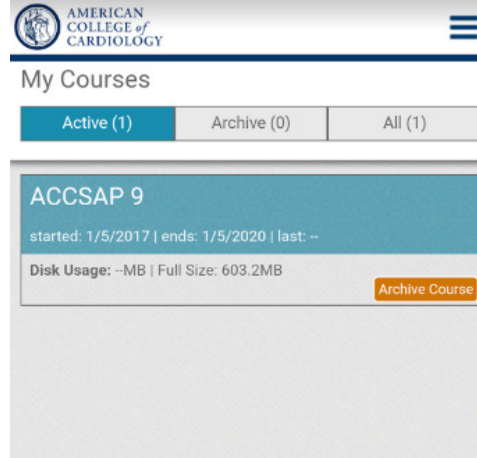 AMERICAN
COLLEGE of
CARDIOLOGY
My Courses
Active (1)
Archive (0)
All (1)
ACCSAP 9
started: 1/5/2017 | ends: 1/5/2020 | last: --
Disk Usage: --MB | Full Size: 603.2MB
Archive Course